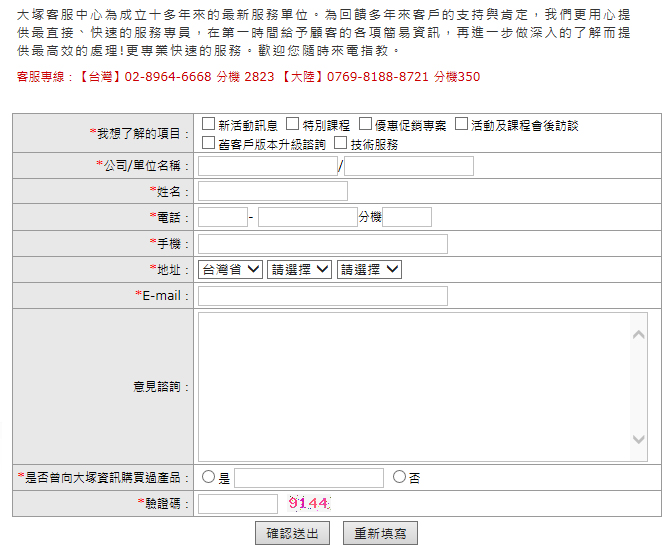 大塚客服中心為成立十多年來的最新服務單位。為回饋多年來客戶的支持與肯定，我們更用心提
供最直接、快速的服務專員，在第一時間給予顧客的各項簡易資訊，再進一步做深入的了解而提
供最高效的處理!更專業快速的服務。歡迎您隨時來電指教。
客服專線：【台灣】02-8964-6668 分機 2823 【大陸】0769-8188-8721 分機350
*我想了解的項目： 新活動訊息 特別課程 優惠促銷專案 活動及課程會後訪談
舊客戶版本升級諮詢 技術服務
*公司/單位名稱： /
*姓名：
*電話： - 分機
*手機：
*地址： 台灣省 請選擇 請選擇
*E-mail：
意見諮詢：
*是否曾向大塚資訊購買過產品： 是 否
*驗證碼： 9144
確認送出 重新填寫